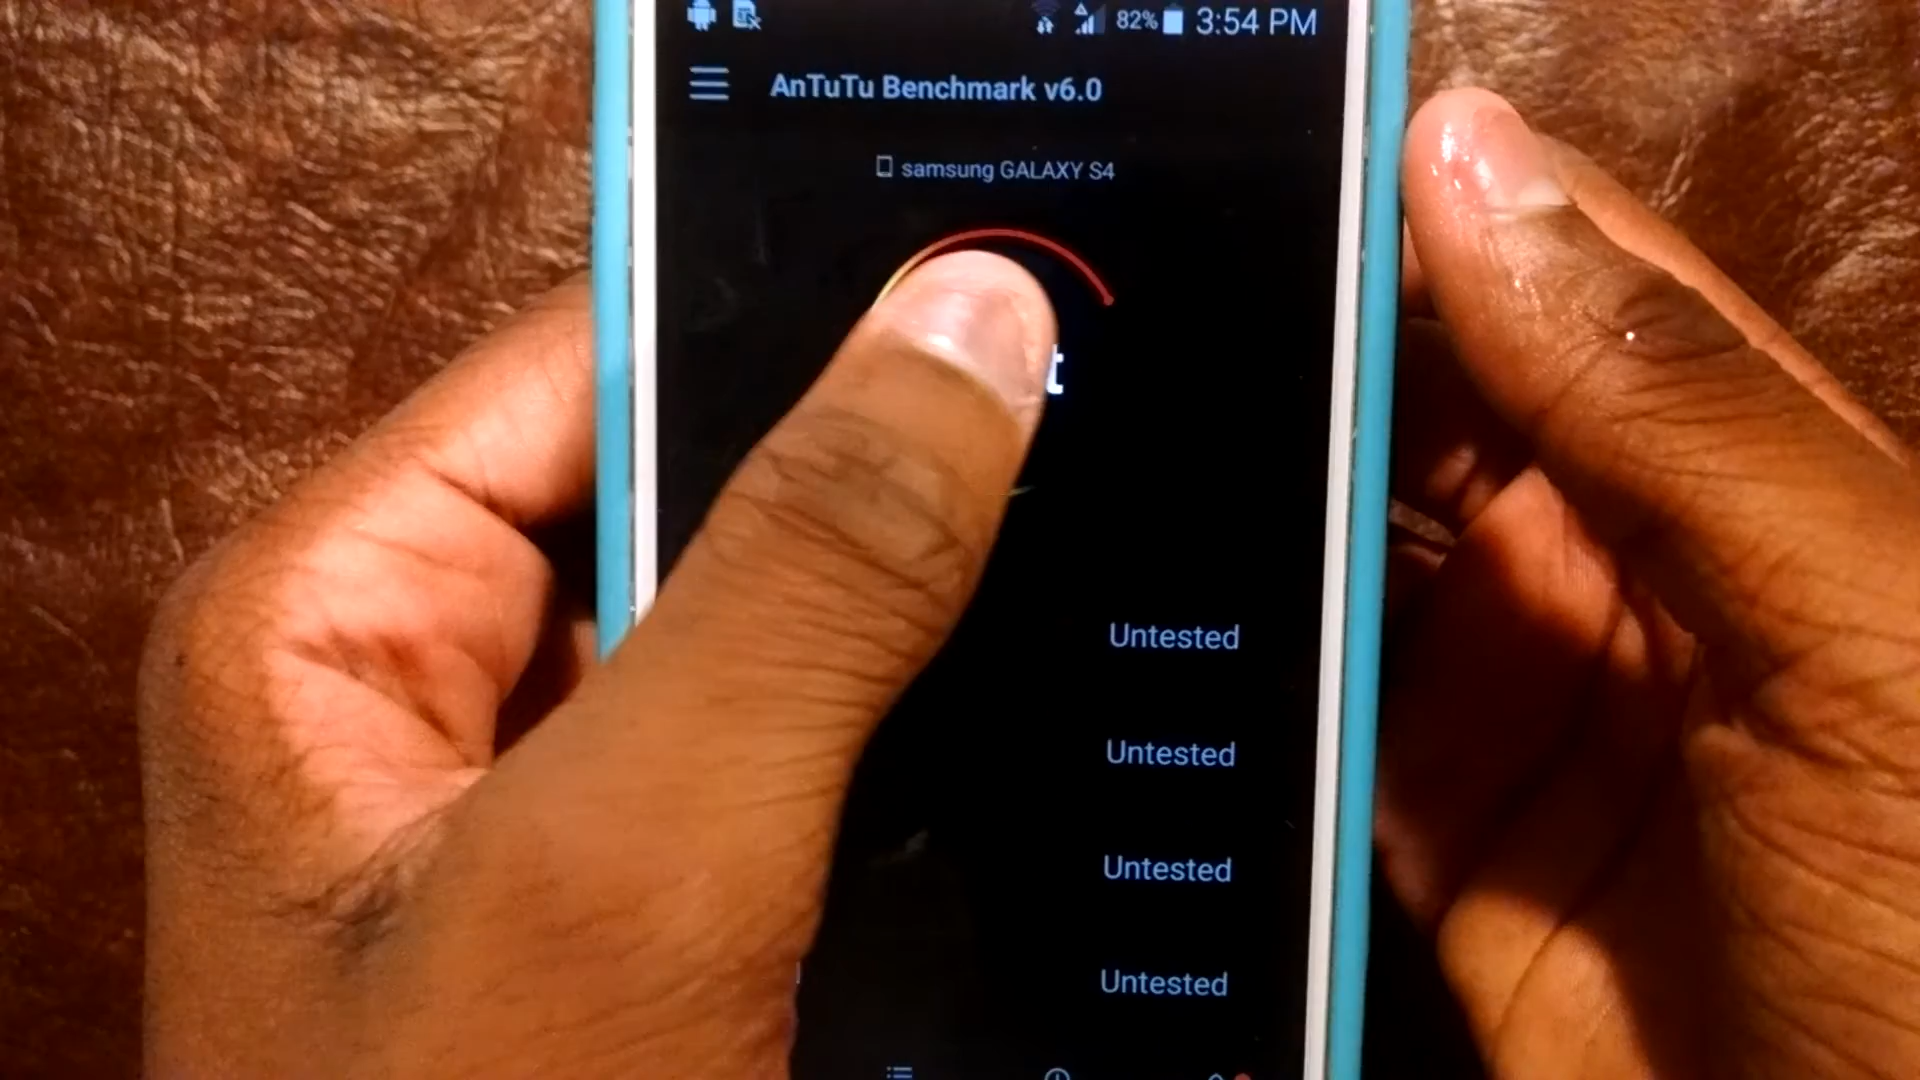 82% 3:54 PM
AnTuTu Benchmark v6.0
samsung GALAXY S4
t
Untested
Untested
Untested
Untested